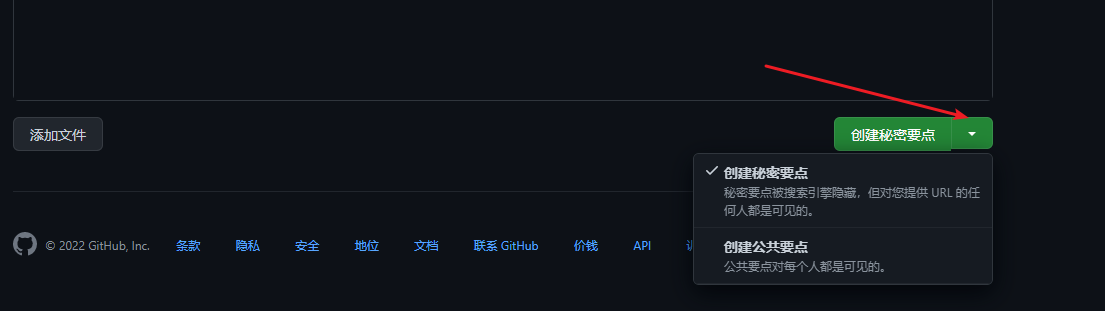 添加文件
创建秘密要点
创建秘密要点
秘密要点被搜索引擎隐藏，但对您提供 URL 的任
何人都是可见的。
创建公共要点
公共要点对每个人都是可见的。
© 2022 GitHub, Inc. 条款 隐私 安全 地位 文档 联系 GitHub 价钱 API